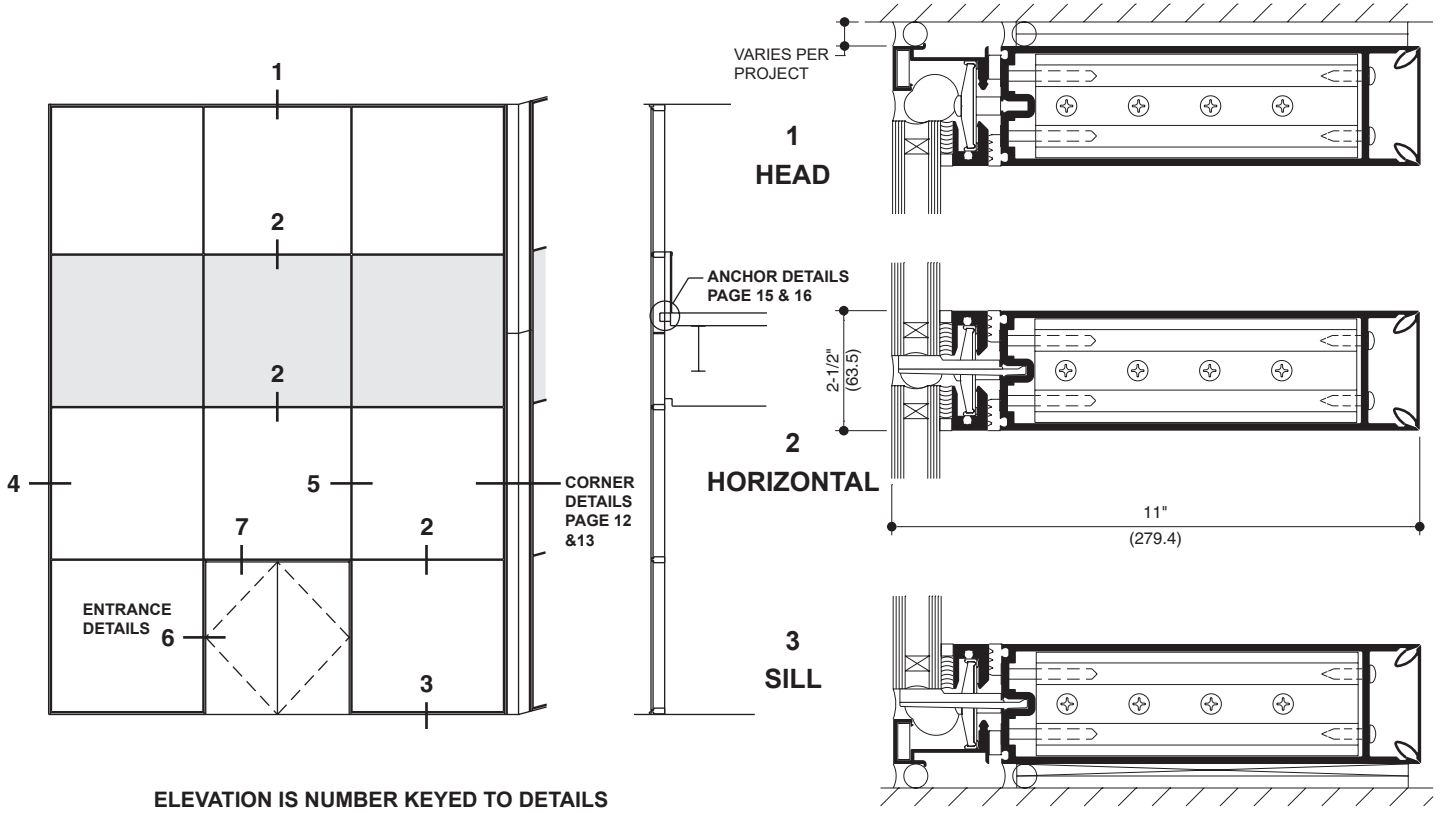 1
2
2
4
5
7
2
ENTRANCE
DETAILS
6
3
CORNER
DETAILS
PAGE 12
&13
ELEVATION IS NUMBER KEYED TO DETAILS
ANCHOR DETAILS
PAGE 15 & 16
VARIES PER
PROJECT
1
HEAD
2-1/2"
(63.5)
2
HORIZONTAL
11"
(279.4)
3
SILL